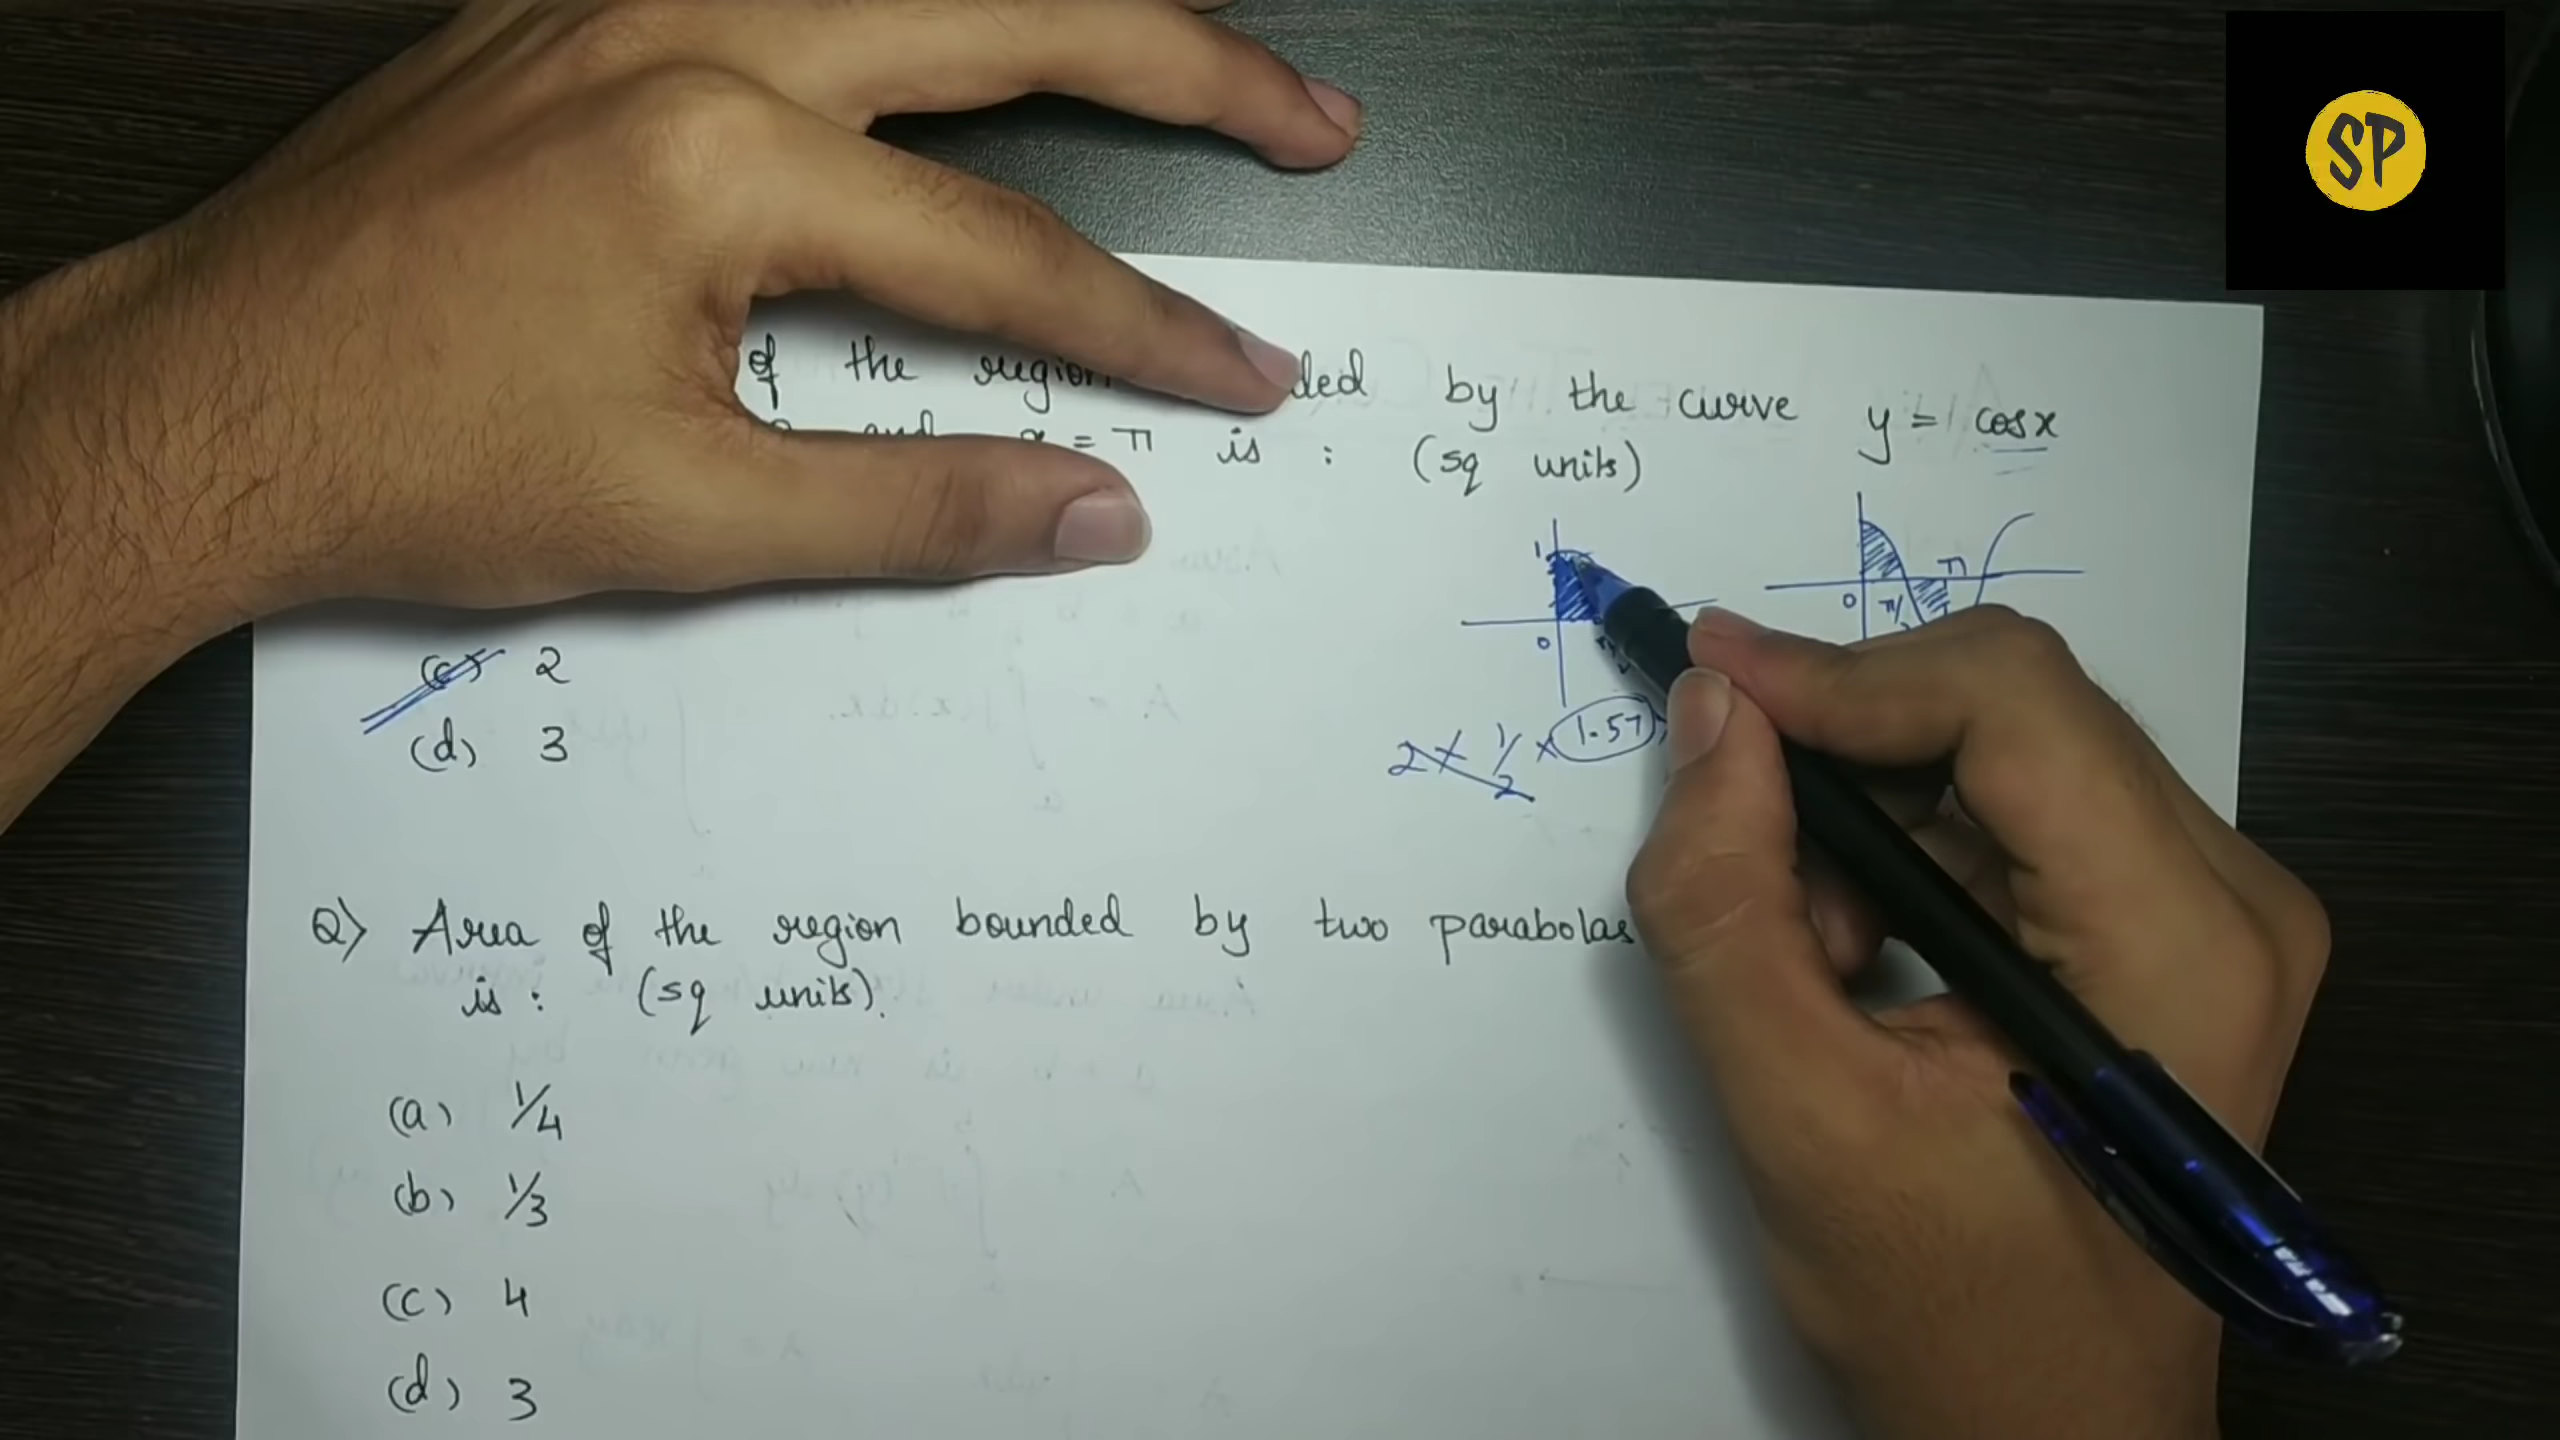 SP
of the region ded by the curve y = cosx
and x = π is : (sq units)
1
0
0 π/2 π
(c) 2
(d) 3
2 × 1/2 × 1.57
Q) Area of the region bounded by two parabolas
is : (sq units).
(a) 1/4
(b) 1/3
(c) 4
(d) 3